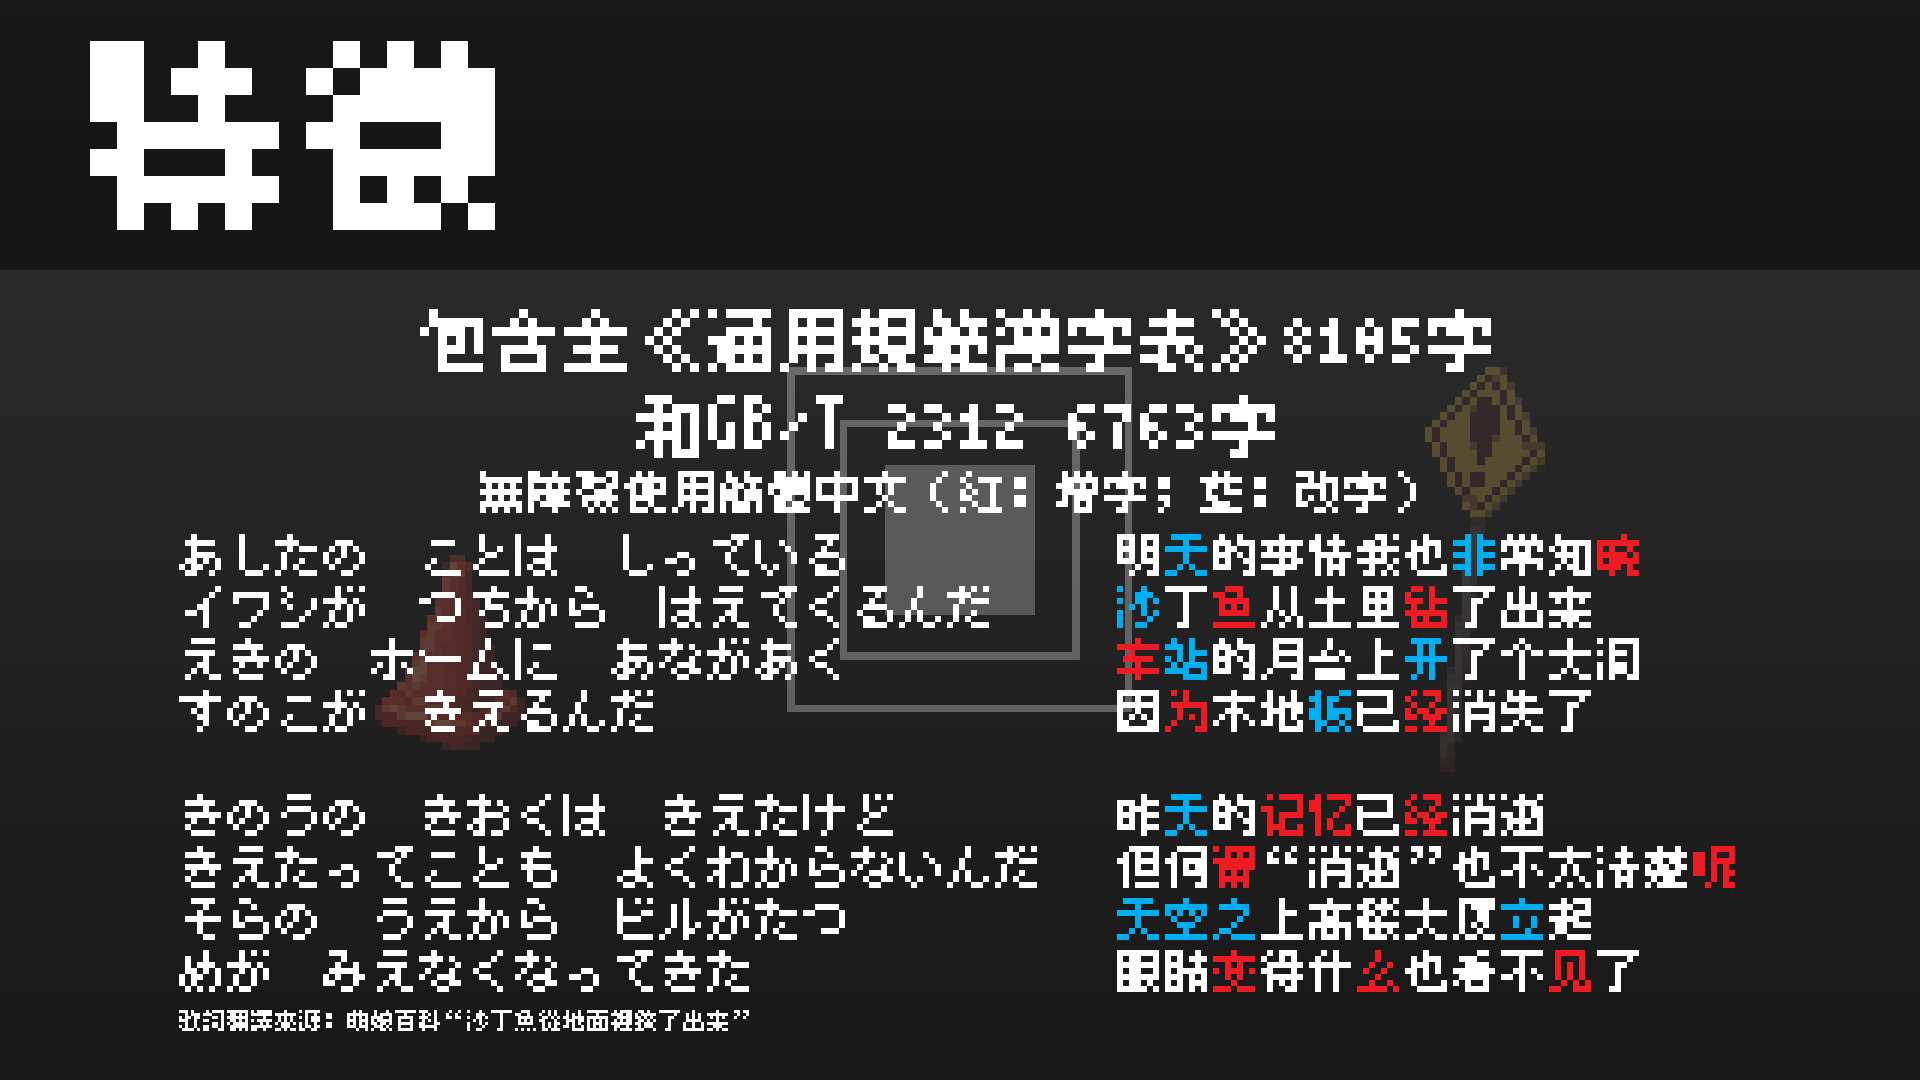 特徵
包含全《通用規範漢字表》8105字
和GB/T 2312 6763字
無障礙使用簡體中文（紅：增字；藍：改字）
あしたの　ことは　しっている
イワシが　つちから　はえてくるんだ
えきの　ホームに　あながあく
すのこが　きえるんだ
きのうの　きおくは　きえたけど
きえたってことも　よくわからないんだ
そらの　うえから　ビルがたつ
めが　みえなくなってきた
明天的事情我也非常知晓
沙丁鱼从土里钻了出来
车站的月台上开了个大洞
因为木地板已经消失了
昨天的记忆已经消逝
但何谓“消逝”也不太清楚呢
天空之上高楼大厦立起
眼睛变得什么也看不见了
歌詞翻譯來源：萌娘百科“沙丁魚從地面裡鑽了出來”